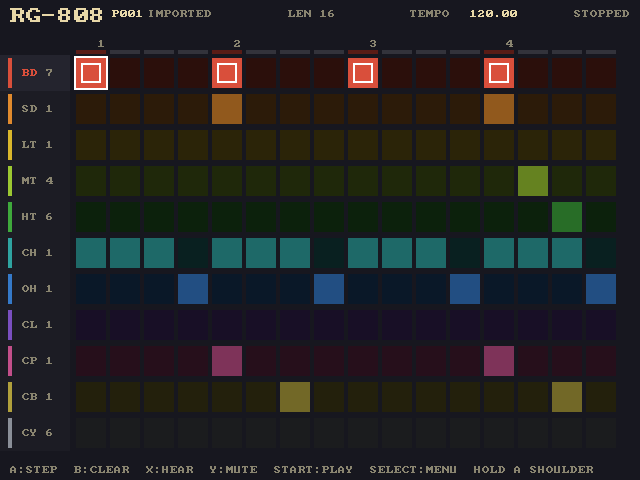 RG-808 P001 IMPORTED LEN 16 TEMPO 120.00 STOPPED
1 2 3 4
BD 7
SD 1
LT 1
MT 4
HT 6
CH 1
OH 1
CL 1
CP 1
CB 1
CY 6
A:STEP B:CLEAR X:HEAR Y:MUTE START:PLAY SELECT:MENU HOLD A SHOULDER